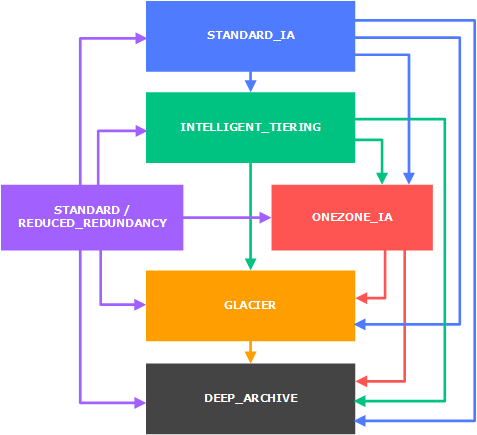 STANDARD_IA
INTELLIGENT_TIERING
STANDARD /
REDUCED_REDUNDANCY
ONEZONE_IA
GLACIER
DEEP_ARCHIVE